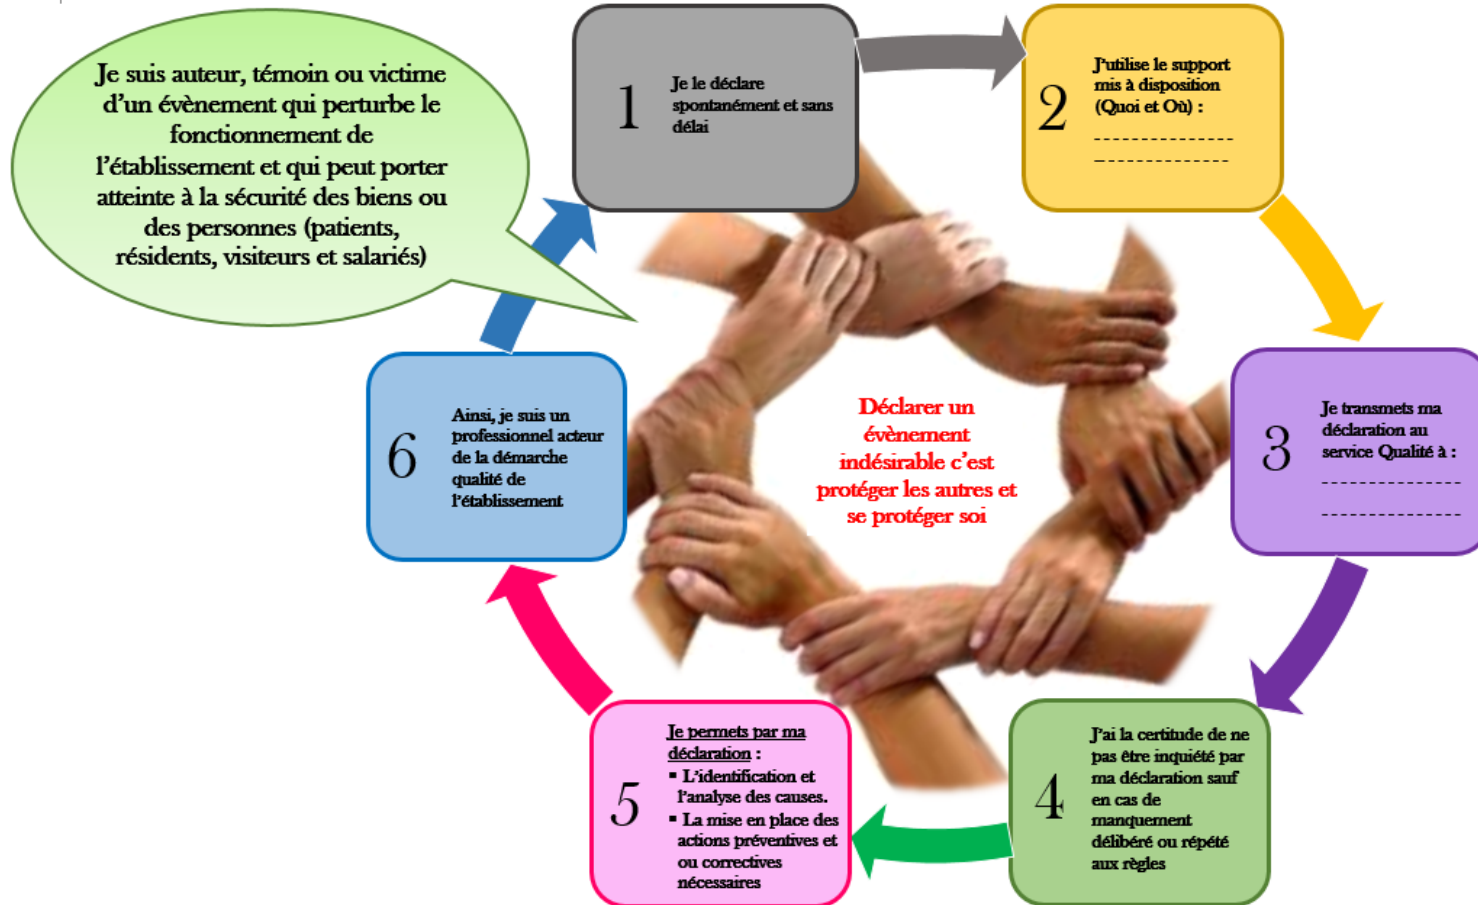 Je suis auteur, témoin ou victime
d'un évènement qui perturbe le
fonctionnement de
l'établissement et qui peut porter
atteinte à la sécurité des biens ou
des personnes (patients,
résidents, visiteurs et salariés)
1
Je le déclare
spontanément et sans
délai
2
J'utilise le support
mis à disposition
(Quoi et Où) :
---------------
--------------
3
Je transmets ma
déclaration au
service Qualité à :
---------------
---------------
4
J'ai la certitude de ne
pas être inquiété par
ma déclaration sauf
en cas de
manquement
délibéré ou répété
aux règles
5
Je permets par ma
déclaration :
▪ L'identification et
l'analyse des causes.
▪ La mise en place des
actions préventives et
ou correctives
nécessaires
6
Ainsi, je suis un
professionnel acteur
de la démarche
qualité de
l'établissement
Déclarer un
évènement
indésirable c'est
protéger les autres et
se protéger soi